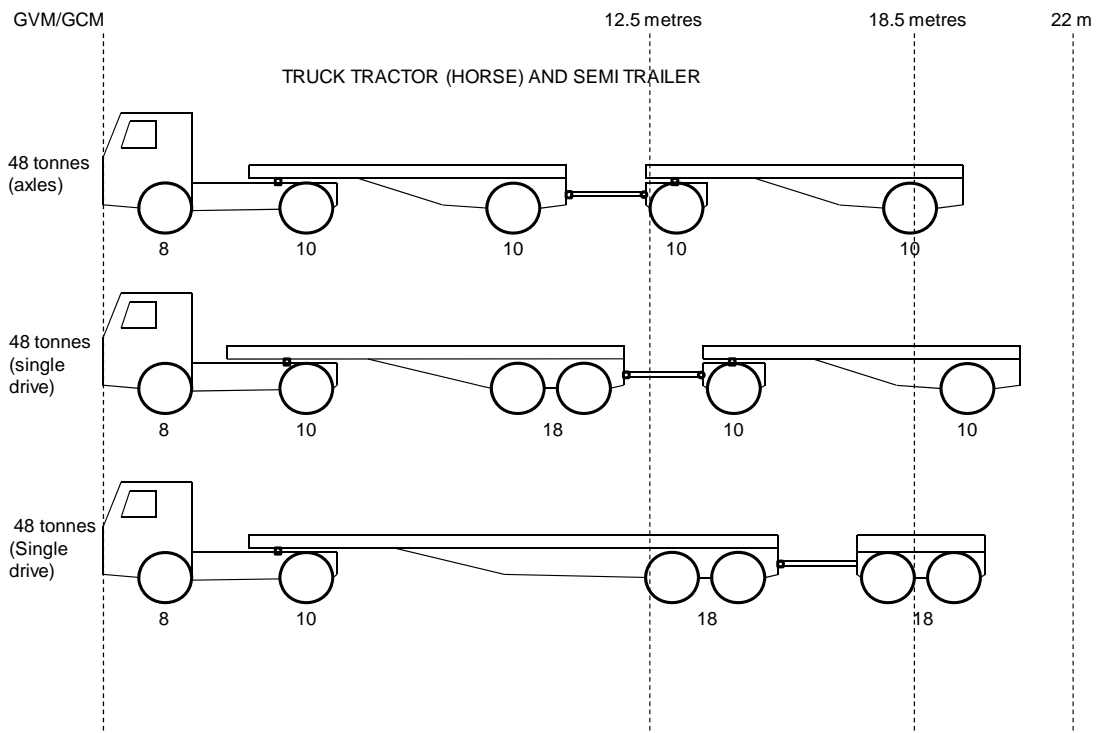 GVM/GCM 12.5 metres 18.5 metres 22 m
TRUCK TRACTOR (HORSE) AND SEMI TRAILER
48 tonnes
(axles)
8 10 10 10 10
48 tonnes
(single
drive)
8 10 18 10 10
48 tonnes
(Single
drive)
8 10 18 18